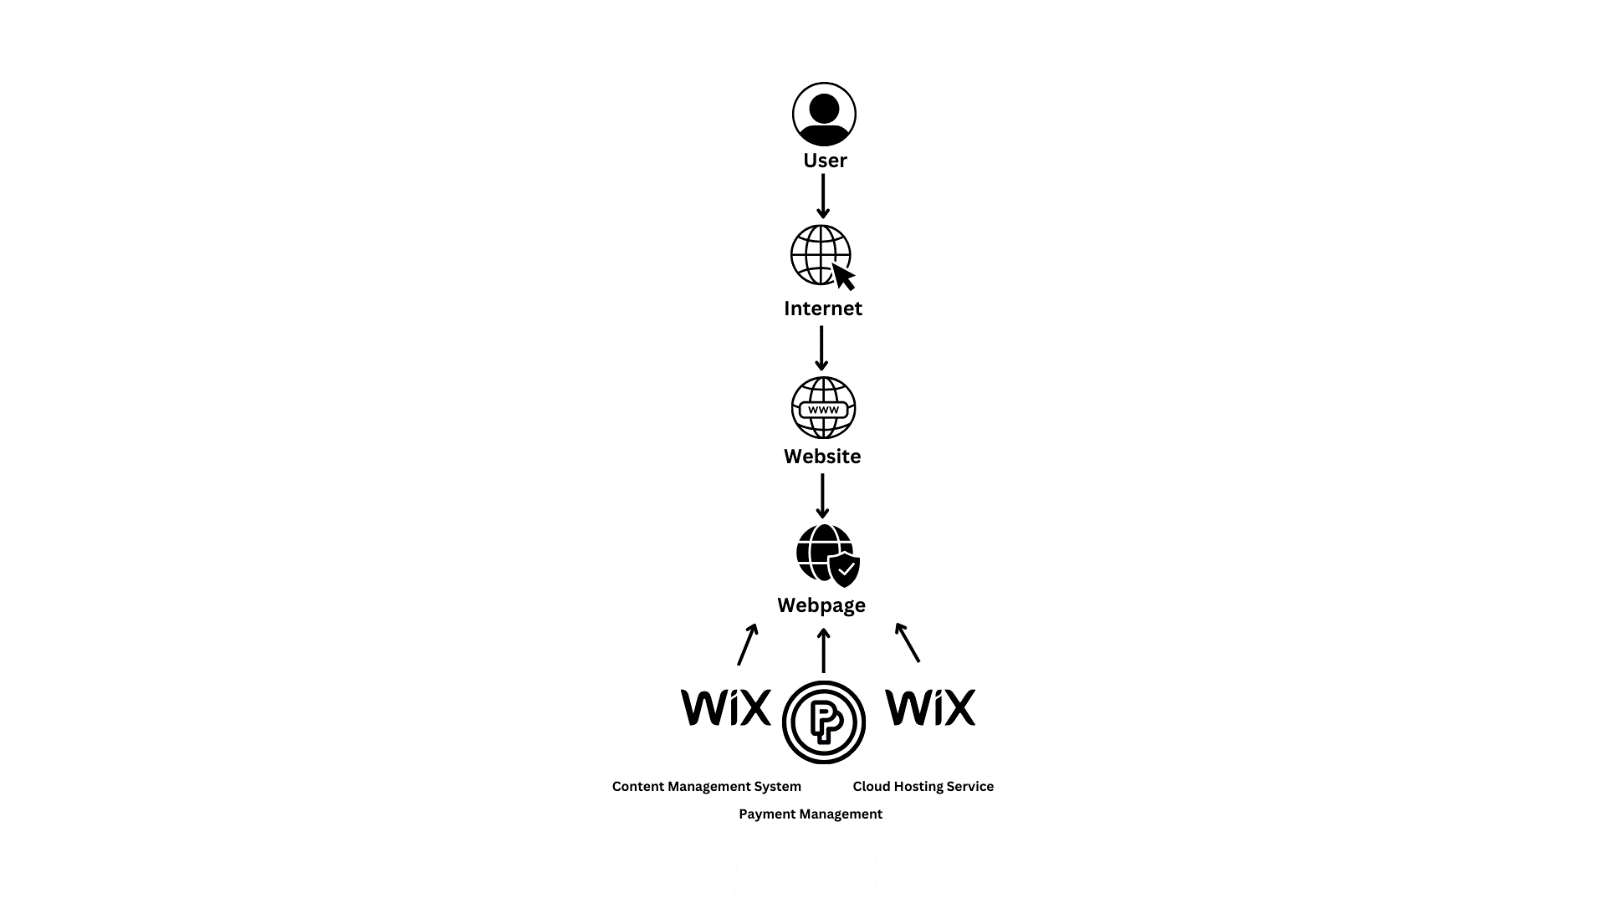 User
Internet
www
Website
Webpage
WiX
P
WiX
Content Management System
Cloud Hosting Service
Payment Management